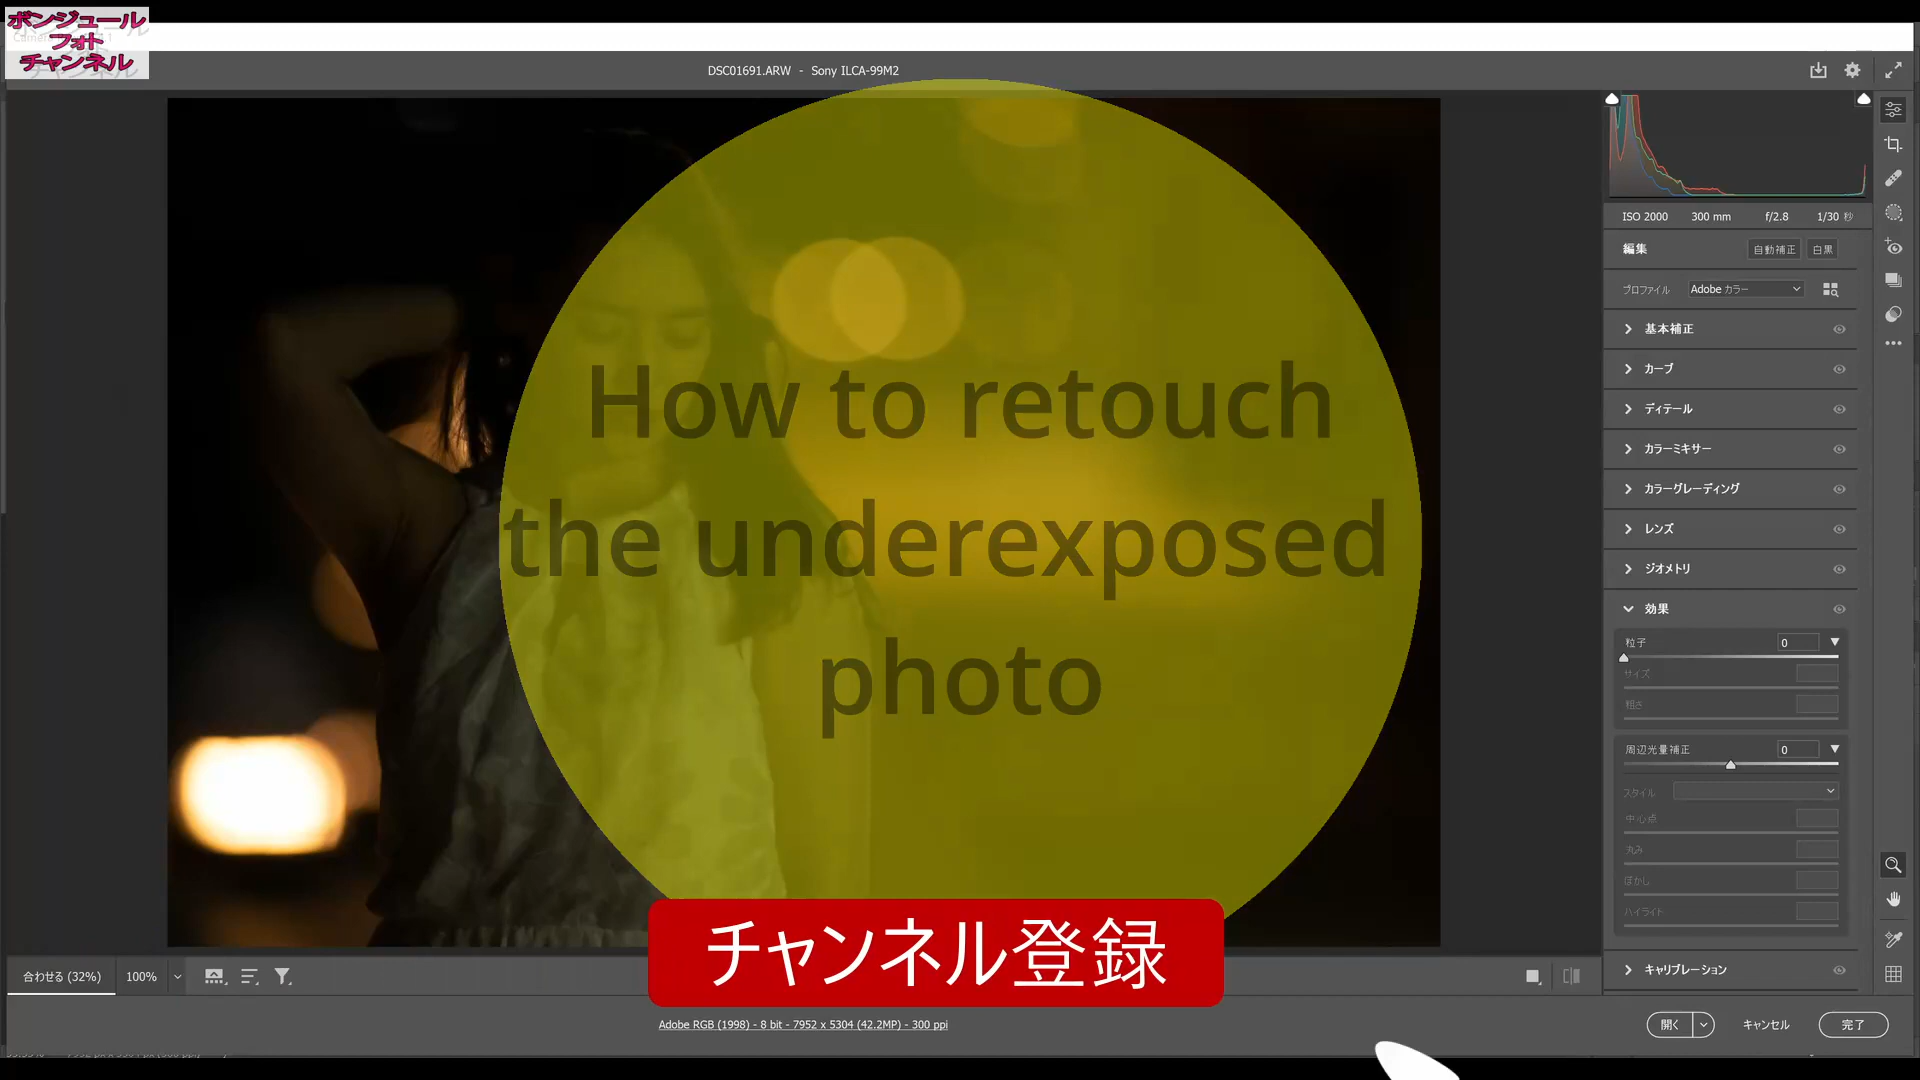 ボンジュール
フォト
チャンネル
DSC01691.ARW - Sony ILCA-99M2
ISO 2000 300 mm f/2.8 1/30 秒
編集 自動補正 白黒
プロファイル Adobe カラー
基本補正
カーブ
ディテール
カラーミキサー
カラーグレーディング
レンズ
ジオメトリ
効果
粒子 0
サイズ
粗さ
周辺光量補正 0
スタイル
中心点
丸み
ぼかし
ハイライト
キャリブレーション
How to retouch
the underexposed
photo
チャンネル登録
合わせる (32%) 100%
Adobe RGB (1998) - 8 bit - 7952 x 5304 (42.2MP) - 300 ppi
開く キャンセル 完了